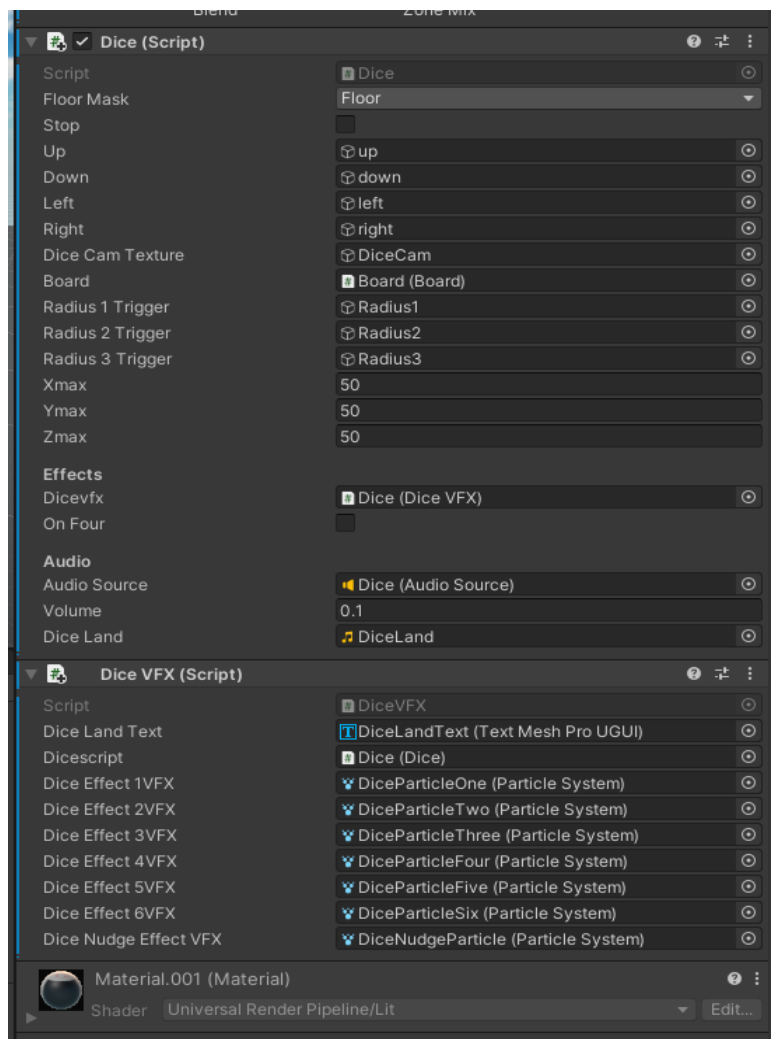 Blend Zone Mix
Dice (Script)
Script Dice
Floor Mask Floor
Stop
Up up
Down down
Left left
Right right
Dice Cam Texture DiceCam
Board Board (Board)
Radius 1 Trigger Radius1
Radius 2 Trigger Radius2
Radius 3 Trigger Radius3
Xmax 50
Ymax 50
Zmax 50
Effects
Dicevfx Dice (Dice VFX)
On Four
Audio
Audio Source Dice (Audio Source)
Volume 0.1
Dice Land DiceLand
Dice VFX (Script)
Script DiceVFX
Dice Land Text DiceLandText (Text Mesh Pro UGUI)
Dicescript Dice (Dice)
Dice Effect 1VFX DiceParticleOne (Particle System)
Dice Effect 2VFX DiceParticleTwo (Particle System)
Dice Effect 3VFX DiceParticleThree (Particle System)
Dice Effect 4VFX DiceParticleFour (Particle System)
Dice Effect 5VFX DiceParticleFive (Particle System)
Dice Effect 6VFX DiceParticleSix (Particle System)
Dice Nudge Effect VFX DiceNudgeParticle (Particle System)
Material.001 (Material)
Shader Universal Render Pipeline/Lit Edit...